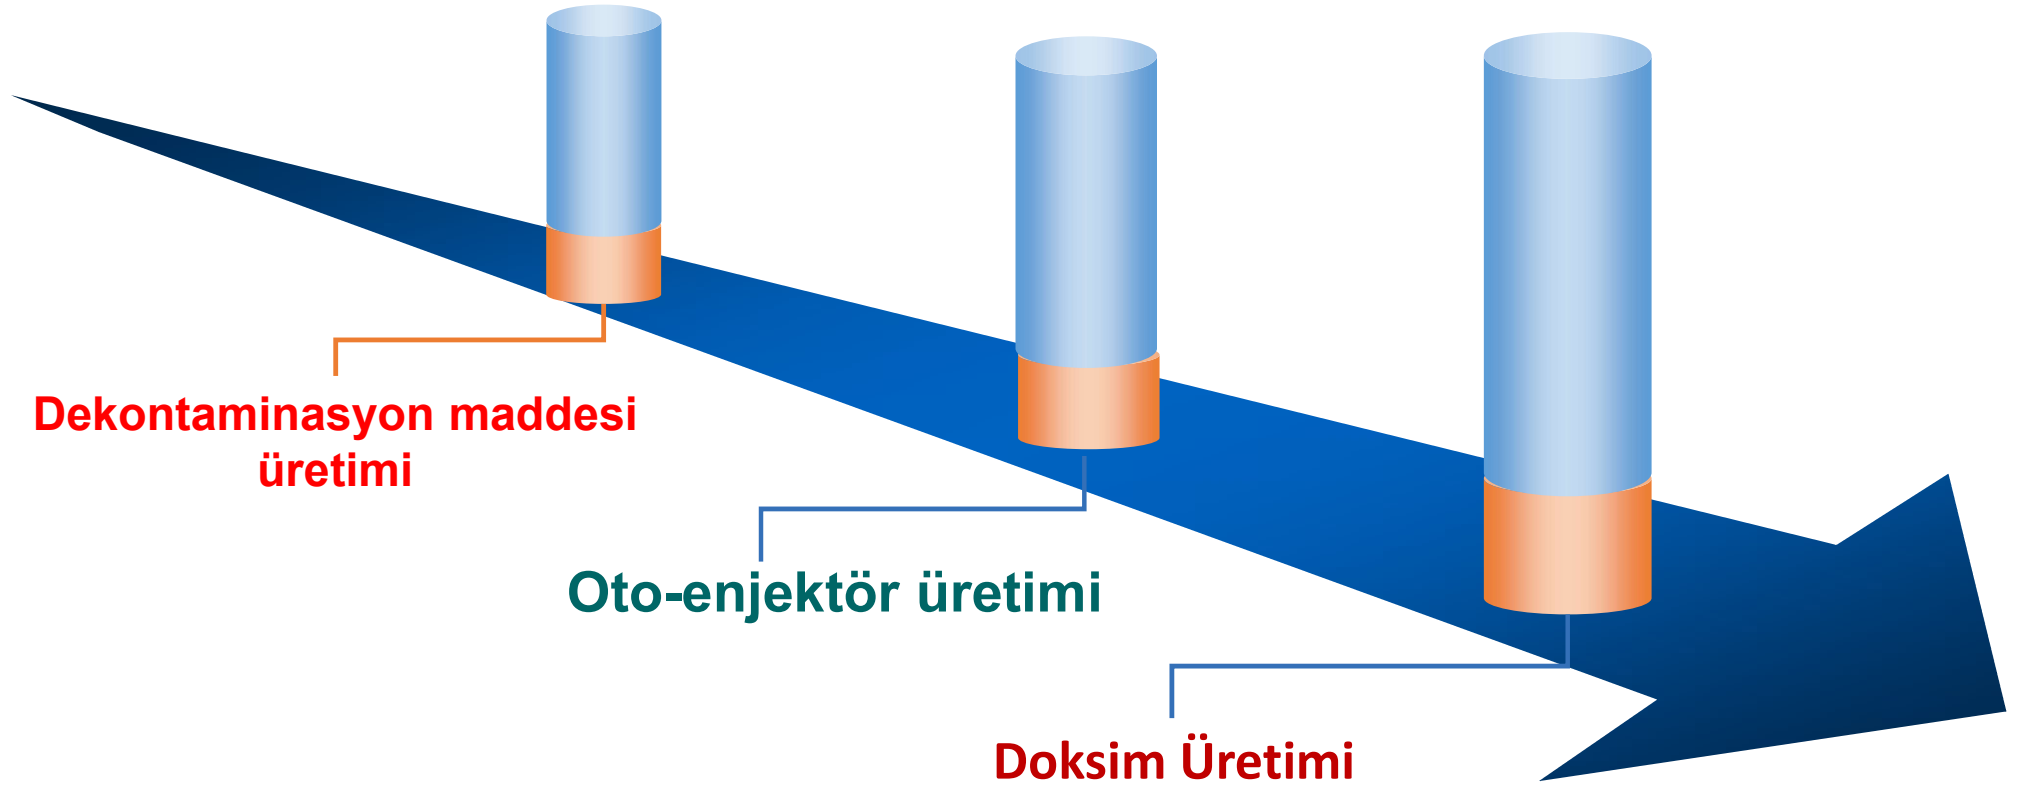 Dekontaminasyon maddesi
üretimi
Oto-enjektör üretimi
Doksim Üretimi